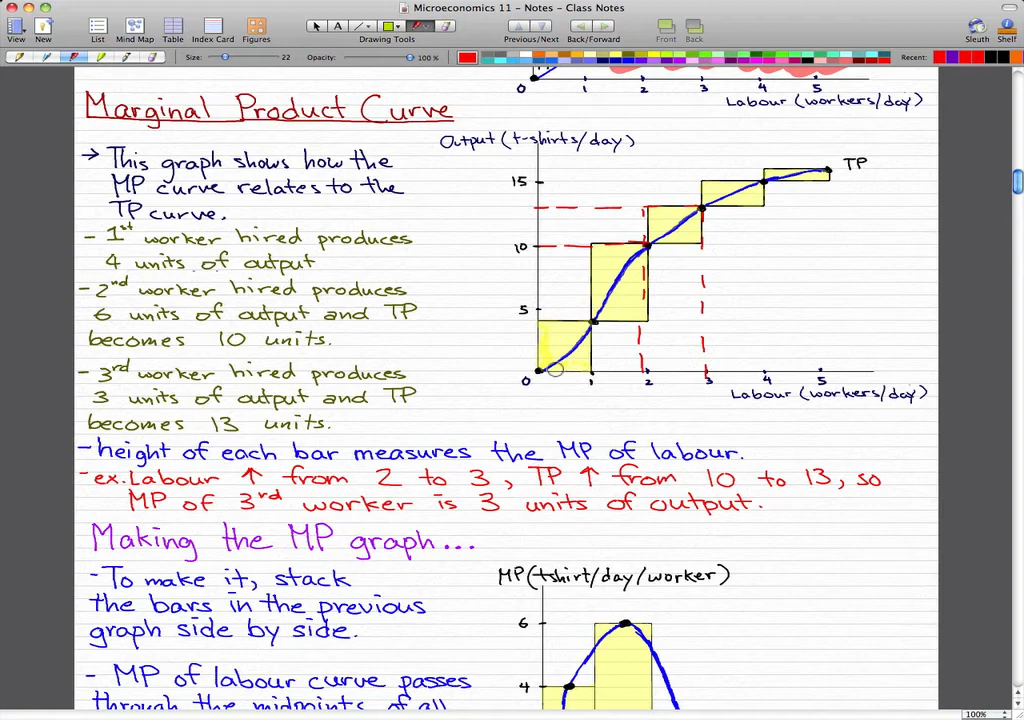 Microeconomics 11 – Notes – Class Notes
View
New
List
Mind Map
Table
Index Card
Figures
Drawing Tools
Previous/Next
Back/Forward
Front
Back
Sleuth
Shelf
Size:
22
Opacity:
100 %
Recent:
0 1 2 3 4 5
Labour (workers/day)
Marginal Product Curve
Output (t-shirts/day)
→ This graph shows how the
MP curve relates to the
TP curve.
- 1st worker hired produces
4 units of output
- 2nd worker hired produces
6 units of output and TP
becomes 10 units.
- 3rd worker hired produces
3 units of output and TP
becomes 13 units.
TP
15
10
5
0 1 2 3 4 5
Labour (workers/day)
- height of each bar measures the MP of labour.
- ex. Labour ↑ from 2 to 3, TP ↑ from 10 to 13, so
MP of 3rd worker is 3 units of output.
Making the MP graph...
- To make it, stack
the bars in the previous
graph side by side.
- MP of labour curve passes
through the midpoints of all
MP (tshirt/day/worker)
6
4
100%